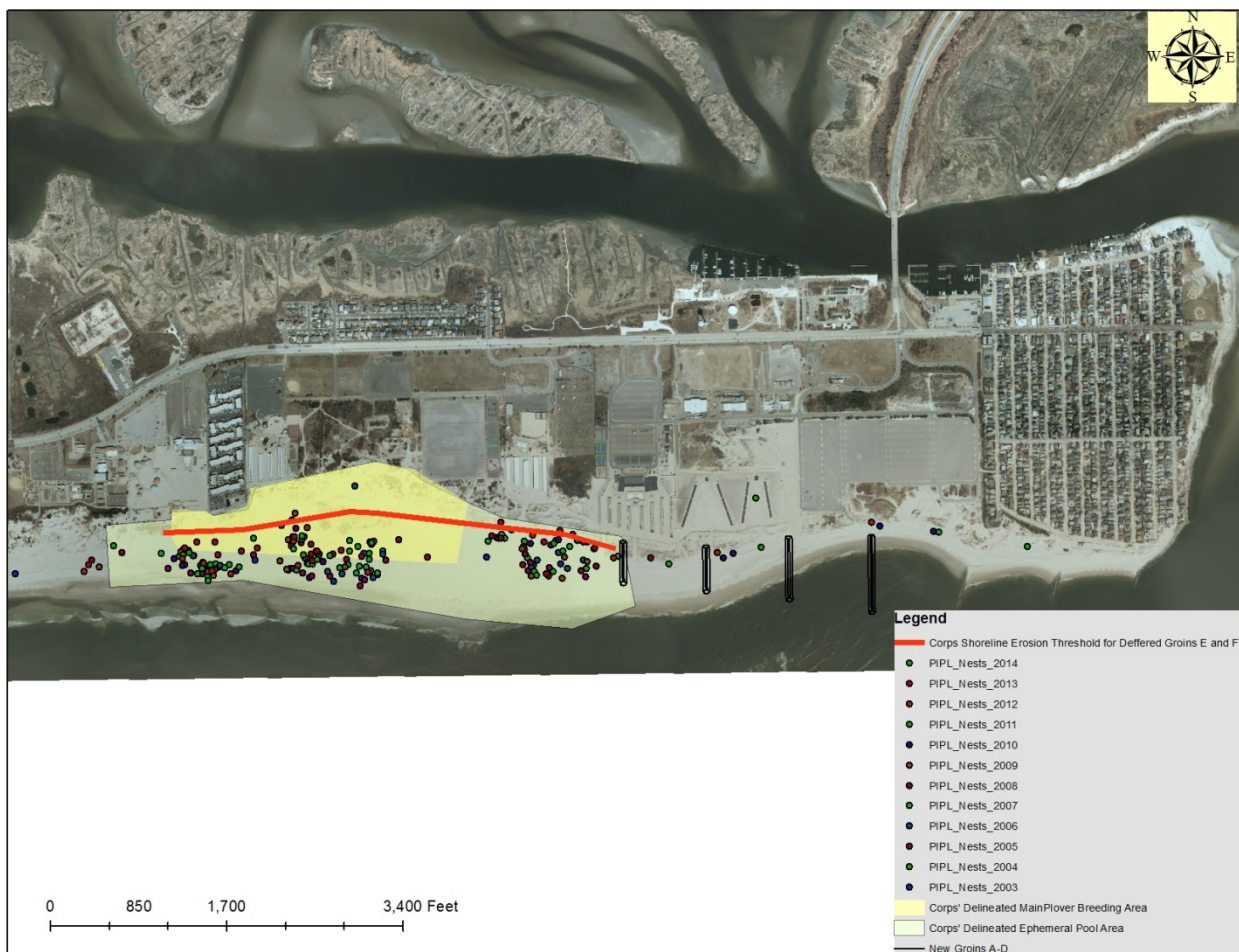 N
W E
S
Legend
Corps Shoreline Erosion Threshold for Deffered Groins E and F
PIPL_Nests_2014
PIPL_Nests_2013
PIPL_Nests_2012
PIPL_Nests_2011
PIPL_Nests_2010
PIPL_Nests_2009
PIPL_Nests_2008
PIPL_Nests_2007
PIPL_Nests_2006
PIPL_Nests_2005
PIPL_Nests_2004
PIPL_Nests_2003
Corps' Delineated MainPlover Breeding Area
Corps' Delineated Ephemeral Pool Area
New Groins A-D
0 850 1,700 3,400 Feet